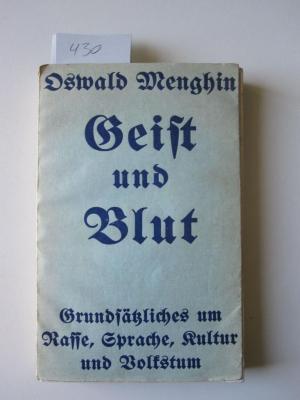 430
Oswald Menghin
Geiſt
und
Blut
Grundſätzliches um
Raſſe, Sprache, Kultur
und Volkstum